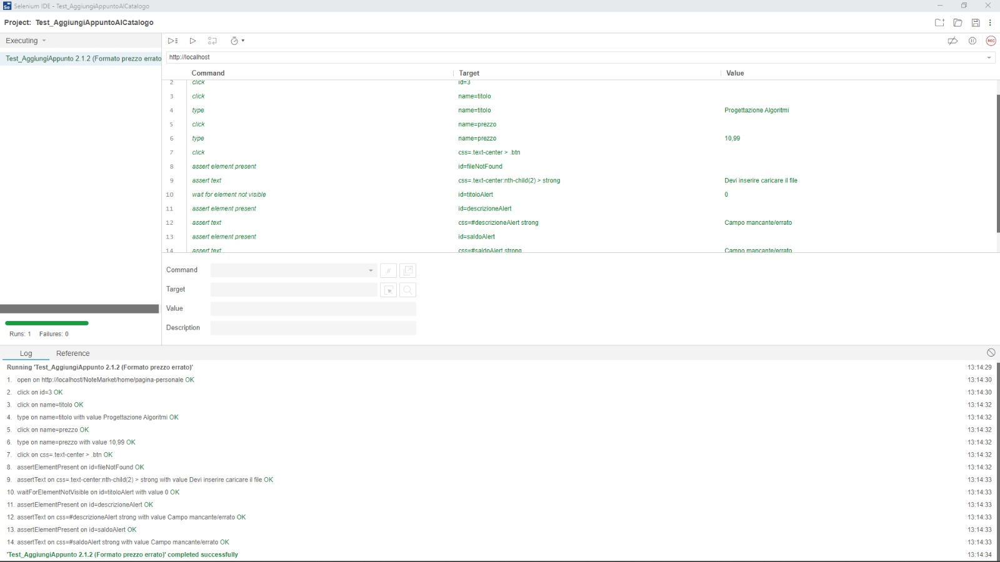 Selenium IDE - Test_AggiungiAppuntoAlCatalogo
Project: Test_AggiungiAppuntoAlCatalogo
Executing
REC
Test_AggiungiAppunto 2.1.2 (Formato prezzo errato
http://localhost
Command Target Value
2 click id=3
3 click name=titolo
4 type name=titolo Progettazione Algoritmi
5 click name=prezzo
6 type name=prezzo 10,99
7 click css=.text-center > .btn
8 assert element present id=fileNotFound
9 assert text css=.text-center:nth-child(2) > strong Devi inserire caricare il file
10 wait for element not visible id=titoloAlert 0
11 assert element present id=descrizioneAlert
12 assert text css=#descrizioneAlert strong Campo mancante/errato
13 assert element present id=saldoAlert
14 assert text css=#saldoAlert strong Campo mancante/errato
Command
//
Target
Value
Description
Runs: 1 Failures: 0
Log Reference
Running 'Test_AggiungiAppunto 2.1.2 (Formato prezzo errato)' 13:14:29
1. open on http://localhost/NoteMarket/home/pagina-personale OK 13:14:30
2. click on id=3 OK 13:14:30
3. click on name=titolo OK 13:14:32
4. type on name=titolo with value Progettazione Algoritmi OK 13:14:32
5. click on name=prezzo OK 13:14:32
6. type on name=prezzo with value 10,99 OK 13:14:32
7. click on css=.text-center > .btn OK 13:14:32
8. assertElementPresent on id=fileNotFound OK 13:14:32
9. assertText on css=.text-center:nth-child(2) > strong with value Devi inserire caricare il file OK 13:14:33
10. waitForElementNotVisible on id=titoloAlert with value 0 OK 13:14:33
11. assertElementPresent on id=descrizioneAlert OK 13:14:33
12. assertText on css=#descrizioneAlert strong with value Campo mancante/errato OK 13:14:33
13. assertElementPresent on id=saldoAlert OK 13:14:33
14. assertText on css=#saldoAlert strong with value Campo mancante/errato OK 13:14:33
'Test_AggiungiAppunto 2.1.2 (Formato prezzo errato)' completed successfully 13:14:34